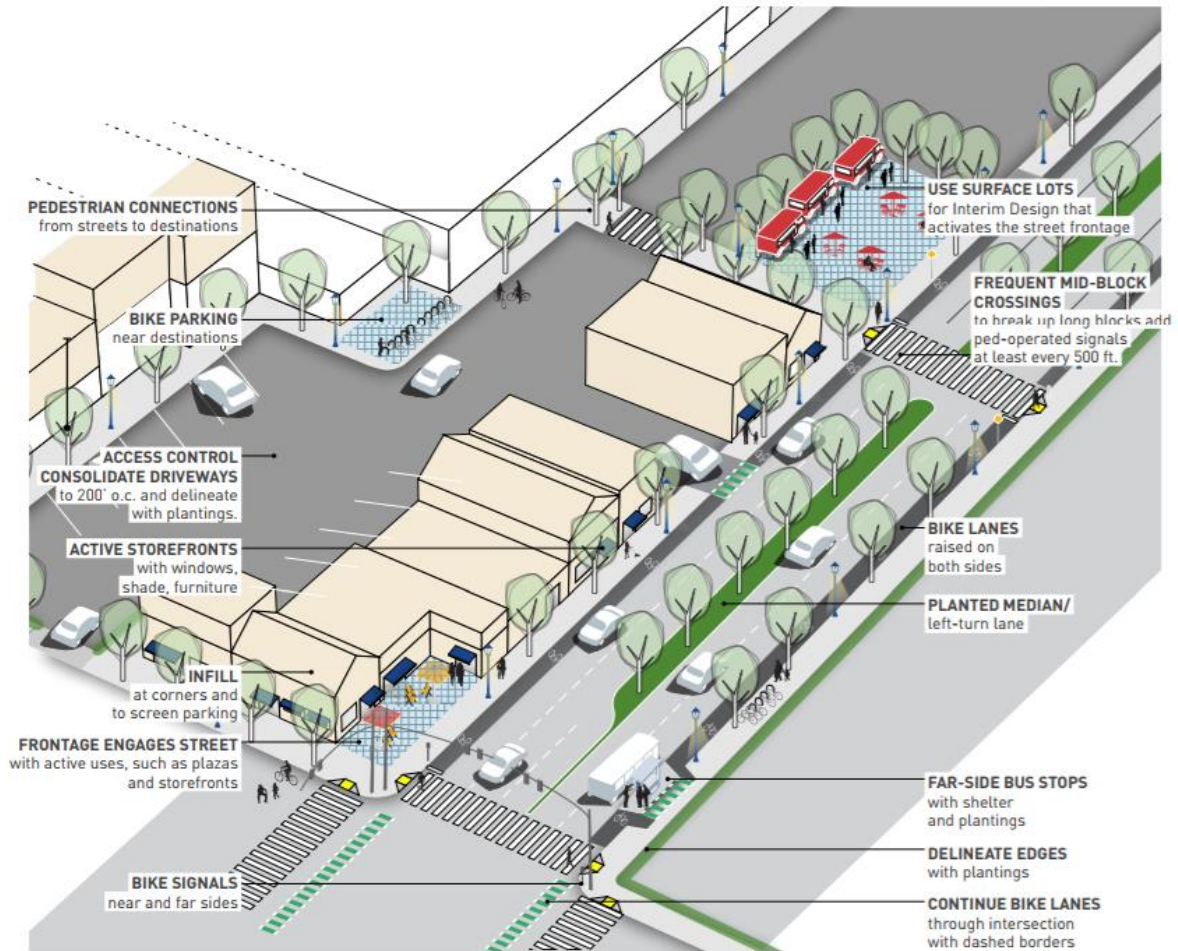 PEDESTRIAN CONNECTIONS
from streets to destinations
BIKE PARKING
near destinations
ACCESS CONTROL
CONSOLIDATE DRIVEWAYS
to 200' o.c. and delineate
with plantings.
ACTIVE STOREFRONTS
with windows,
shade, furniture
INFILL
at corners and
to screen parking
FRONTAGE ENGAGES STREET
with active uses, such as plazas
and storefronts
BIKE SIGNALS
near and far sides
USE SURFACE LOTS
for Interim Design that
activates the street frontage
FREQUENT MID-BLOCK
CROSSINGS
to break up long blocks add
ped-operated signals
at least every 500 ft.
BIKE LANES
raised on
both sides
PLANTED MEDIAN/
left-turn lane
FAR-SIDE BUS STOPS
with shelter
and plantings
DELINEATE EDGES
with plantings
CONTINUE BIKE LANES
through intersection
with dashed borders